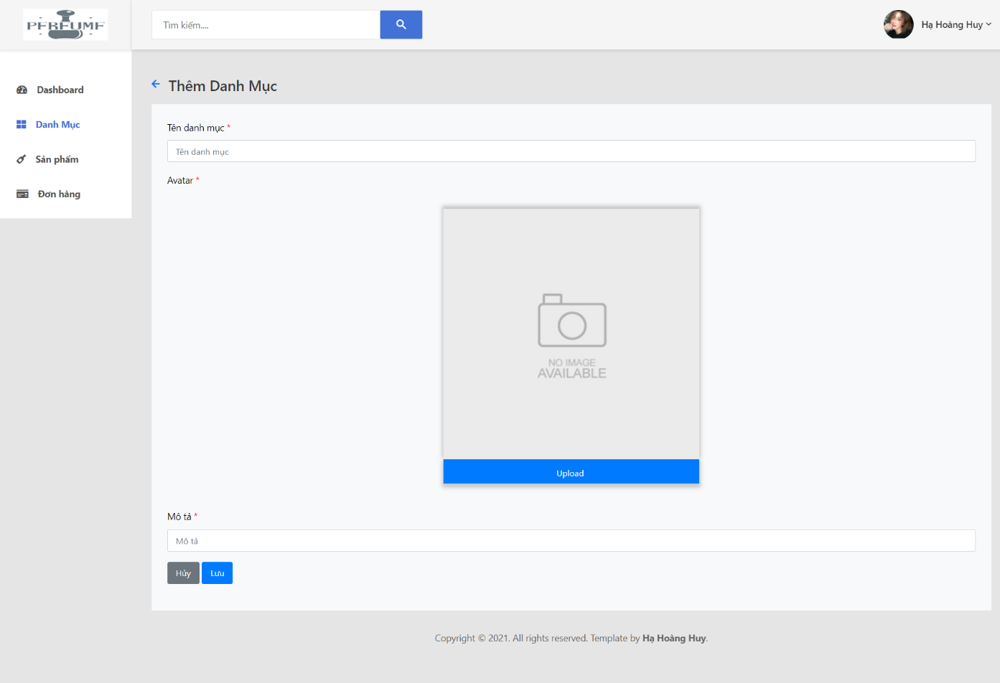 PERFUME
Tìm kiếm....
Hạ Hoàng Huy
Dashboard
Danh Mục
Sản phẩm
Đơn hàng
Thêm Danh Mục
Tên danh mục *
Tên danh mục
Avatar *
NO IMAGE
AVAILABLE
Upload
Mô tả *
Mô tả
Hủy
Lưu
Copyright © 2021. All rights reserved. Template by Hạ Hoàng Huy.